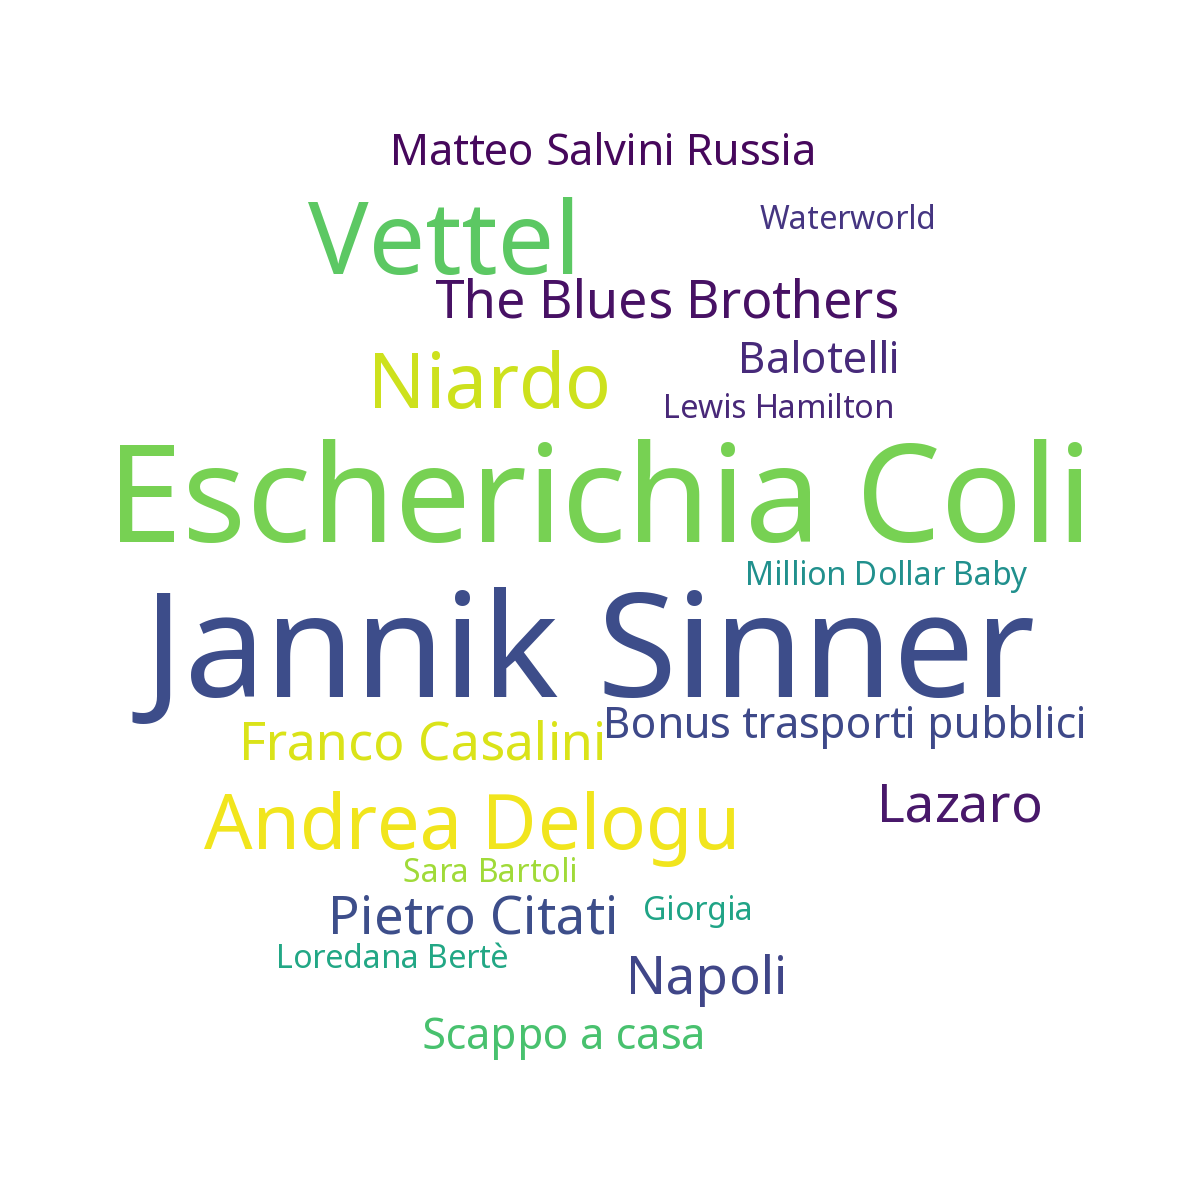 Matteo Salvini Russia
Vettel
Waterworld
The Blues Brothers
Niardo
Balotelli
Lewis Hamilton
Escherichia Coli
Million Dollar Baby
Jannik Sinner
Franco Casalini
Bonus trasporti pubblici
Andrea Delogu
Lazaro
Sara Bartoli
Pietro Citati
Giorgia
Loredana Bertè
Napoli
Scappo a casa